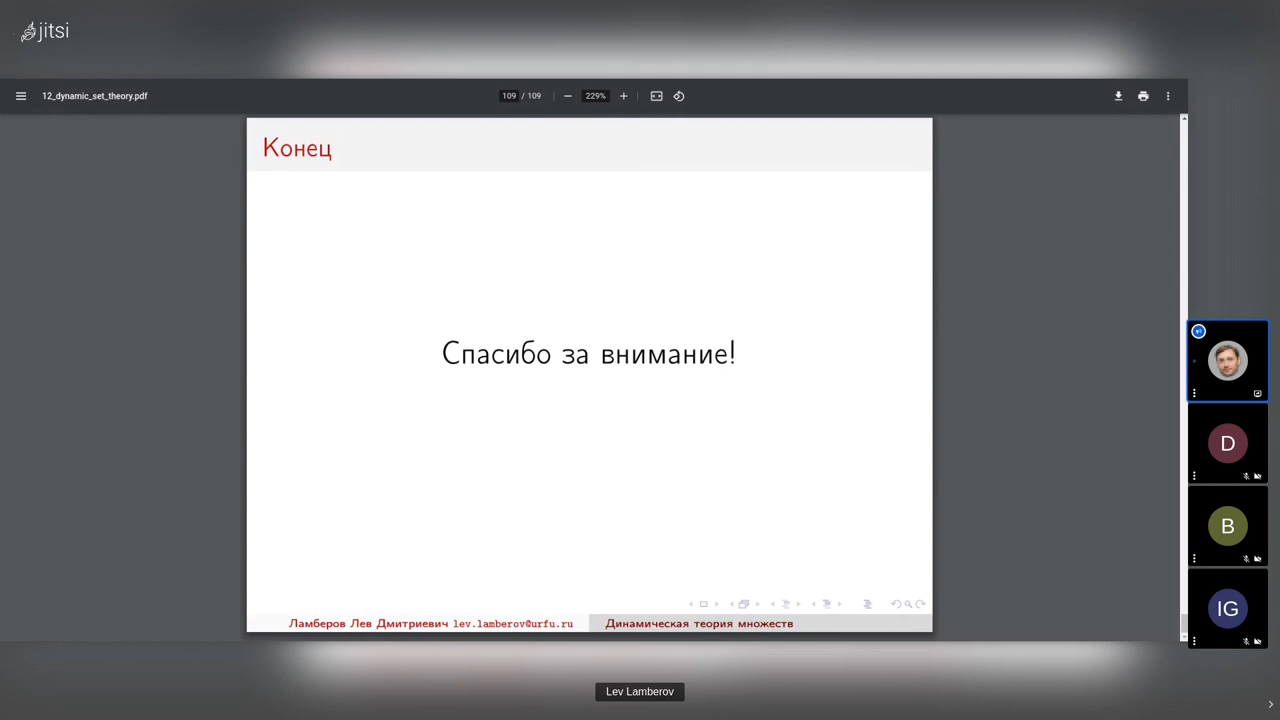 jitsi
12_dynamic_set_theory.pdf
109 / 109
229%
Конец
Спасибо за внимание!
Ламберов Лев Дмитриевич lev.lamberov@urfu.ru
Динамическая теория множеств
D
B
IG
Lev Lamberov